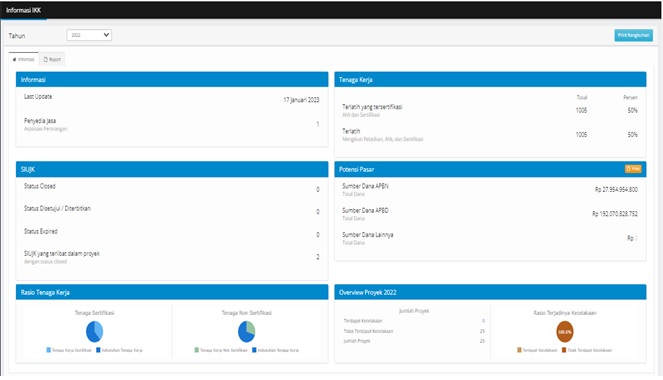 Informasi IKK
Tahun
2022
Print Rangkuman
Informasi
Report
Informasi
Last Update
17 Januari 2023
Penyedia Jasa
Asosiasi Perorangan
1
Tenaga Kerja
Total Persen
Terlatih yang tersertifikasi
Ahli dan Sertifikasi
1005 50%
Terlatih
Mengikuti Pelatihan, Ahli, dan Sertifikasi
1005 50%
SIUJK
Status Closed
0
Status Disetujui / Diterbitkan
0
Status Expired
0
SIUJK yang terlibat dalam proyek
dengan status closed
2
Potensi Pasar
Sumber Dana APBN
Total Dana
Rp 27.954.954.800
Sumber Dana APBD
Total Dana
Rp 192.070.828.752
Sumber Dana Lainnya
Total Dana
Rp
Rasio Tenaga Kerja
Tenaga Sertifikasi
Tenaga Kerja Sertifikasi Kebutuhan Tenaga Kerja
Tenaga Non Sertifikasi
Tenaga Kerja Non Sertifikasi Kebutuhan Tenaga Kerja
Overview Proyek 2022
Jumlah Proyek
Terdapat Kecelakaan 0
Tidak Terdapat Kecelakaan 25
Jumlah Proyek 25
Rasio Terjadinya Kecelakaan
100.0%
Terdapat Kecelakaan Tidak Terdapat Kecelakaan